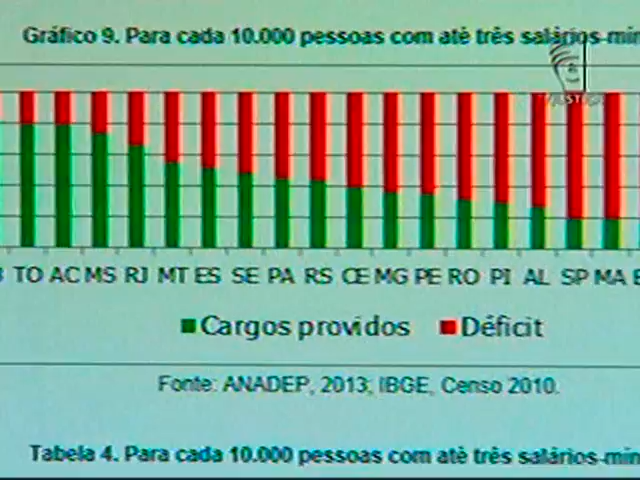 Gráfico 9. Para cada 10.000 pessoas com até três salários-mín
TO AC MS RJ MT ES SE PA RS CE MG PE RO PI AL SP MA
Cargos providos Déficit
Fonte: ANADEP, 2013; IBGE, Censo 2010.
Tabela 4. Para cada 10.000 pessoas com até três salários-mín